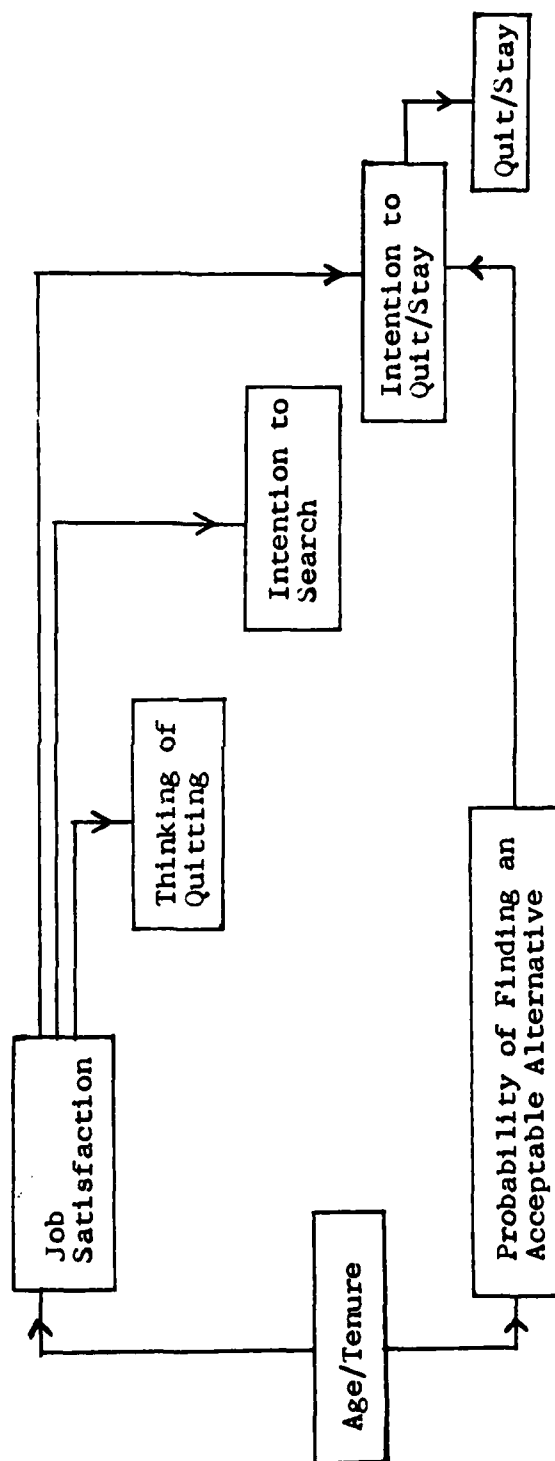 Job
Satisfaction
Thinking of
Quitting
Intention to
Search
Intention to
Quit/Stay
Quit/Stay
Age/Tenure
Probability of Finding an
Acceptable Alternative